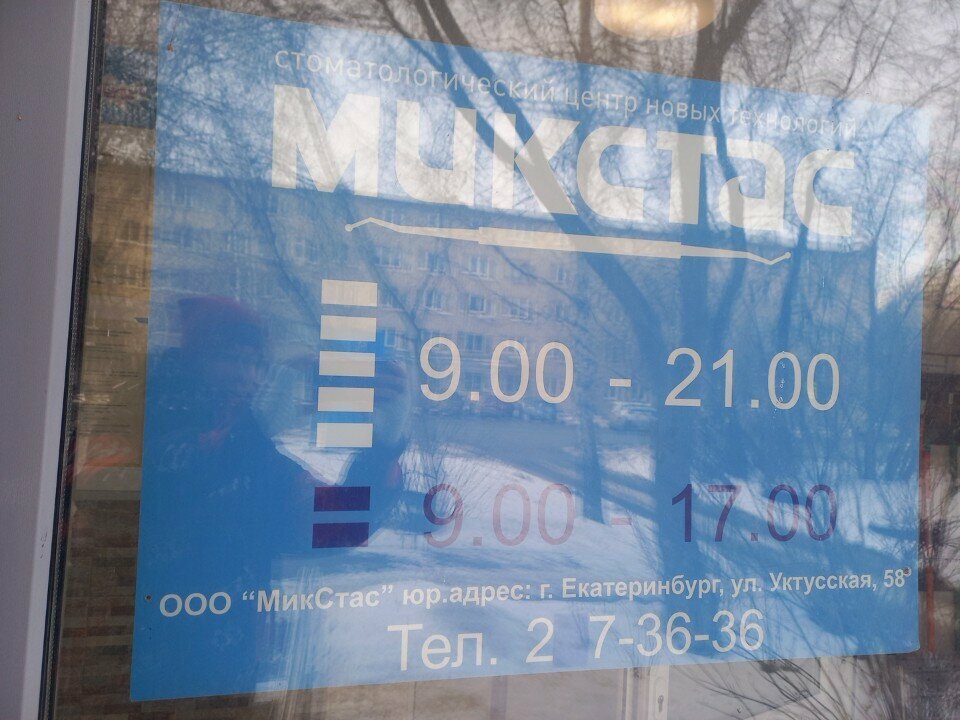 стоматологический центр новых технологий
микстас
9.00 - 21.00
9.00 - 17.00
ООО “МикСтас” юр.адрес: г. Екатеринбург, ул. Уктусская, 58
Тел. 2 7-36-36